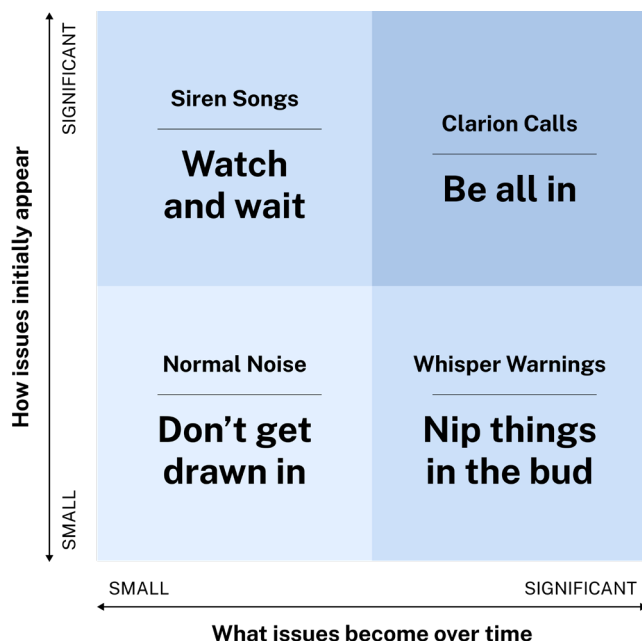 SIGNIFICANT
How issues initially appear
SMALL
Siren Songs
Watch
and wait
Clarion Calls
Be all in
Normal Noise
Don’t get
drawn in
Whisper Warnings
Nip things
in the bud
SMALL
SIGNIFICANT
What issues become over time